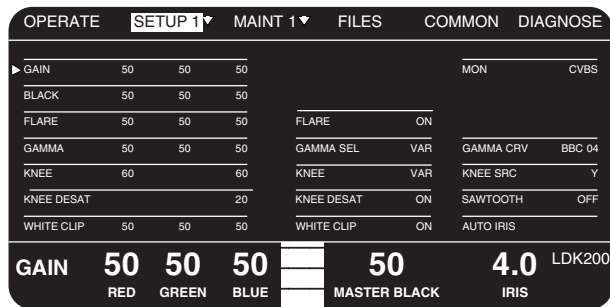 OPERATE SETUP 1 MAINT 1 FILES COMMON DIAGNOSE
GAIN 50 50 50 MON CVBS
BLACK 50 50 50
FLARE 50 50 50 FLARE ON
GAMMA 50 50 50 GAMMA SEL VAR GAMMA CRV BBC 04
KNEE 60 60 KNEE VAR KNEE SRC Y
KNEE DESAT 20 KNEE DESAT ON SAWTOOTH OFF
WHITE CLIP 50 50 50 WHITE CLIP ON AUTO IRIS
GAIN 50 50 50 50 4.0 LDK200
RED GREEN BLUE MASTER BLACK IRIS